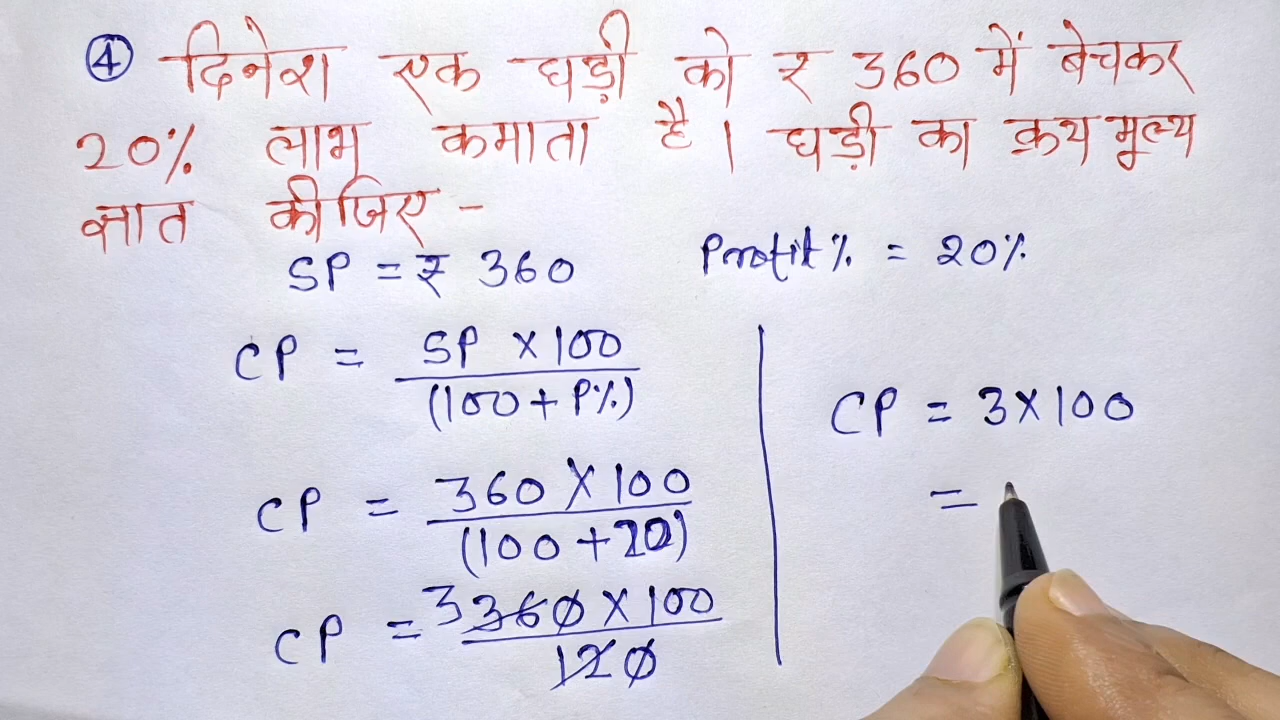 ④ दिनेश एक घड़ी को ₹ 360 में बेचकर
20% लाभ कमाता है। घड़ी का क्रय मूल्य
ज्ञात कीजिए -
SP = ₹ 360
Profit % = 20%
CP = SP × 100 / (100 + P%)
CP = 360 × 100 / (100 + 20)
CP = 3 360 × 100 / 120
CP = 3 × 100
=